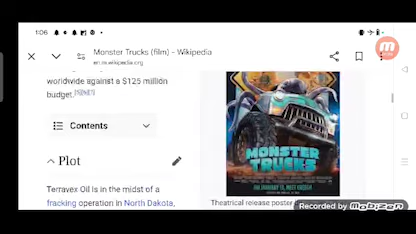 1:06
Monster Trucks (film) - Wikipedia
en.m.wikipedia.org
worldwide against a $125 million
budget.
Contents
Plot
Terravex Oil is in the midst of a
fracking operation in North Dakota,
MONSTER
TRUCKS
Theatrical release poster
Recorded by mobizen